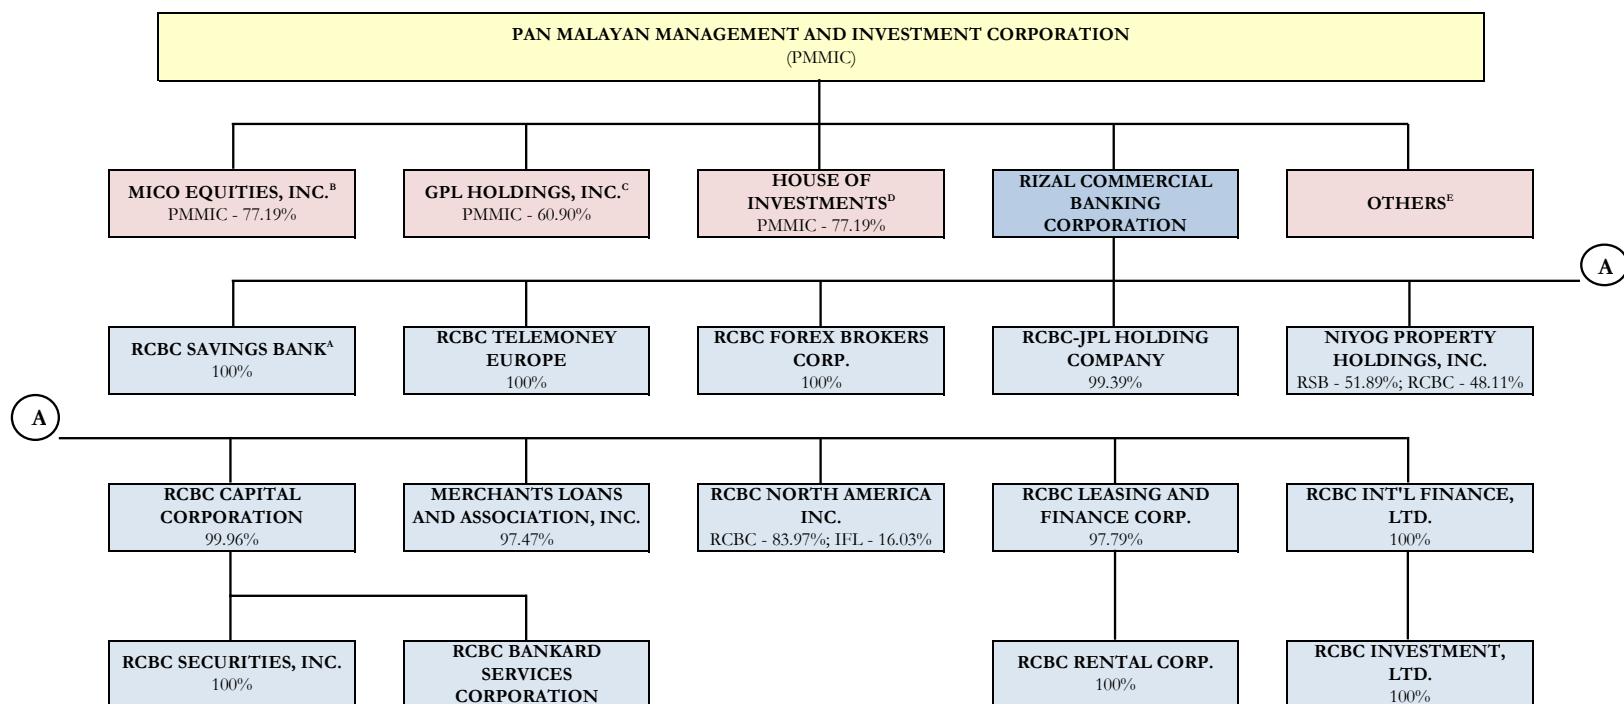 PAN MALAYAN MANAGEMENT AND INVESTMENT CORPORATION
(PMMIC)
MICO EQUITIES, INC.B
PMMIC - 77.19%
GPL HOLDINGS, INC.C
PMMIC - 60.90%
HOUSE OF
INVESTMENTSD
PMMIC - 77.19%
RIZAL COMMERCIAL
BANKING
CORPORATION
OTHERSE
A
RCBC SAVINGS BANKA
100%
RCBC TELEMONEY
EUROPE
100%
RCBC FOREX BROKERS
CORP.
100%
RCBC-JPL HOLDING
COMPANY
99.39%
NIYOG PROPERTY
HOLDINGS, INC.
RSB - 51.89%; RCBC - 48.11%
A
RCBC CAPITAL
CORPORATION
99.96%
MERCHANTS LOANS
AND ASSOCIATION, INC.
97.47%
RCBC NORTH AMERICA
INC.
RCBC - 83.97%; IFL - 16.03%
RCBC LEASING AND
FINANCE CORP.
97.79%
RCBC INT'L FINANCE,
LTD.
100%
RCBC SECURITIES, INC.
100%
RCBC BANKARD
SERVICES
CORPORATION
RCBC RENTAL CORP.
100%
RCBC INVESTMENT,
LTD.
100%